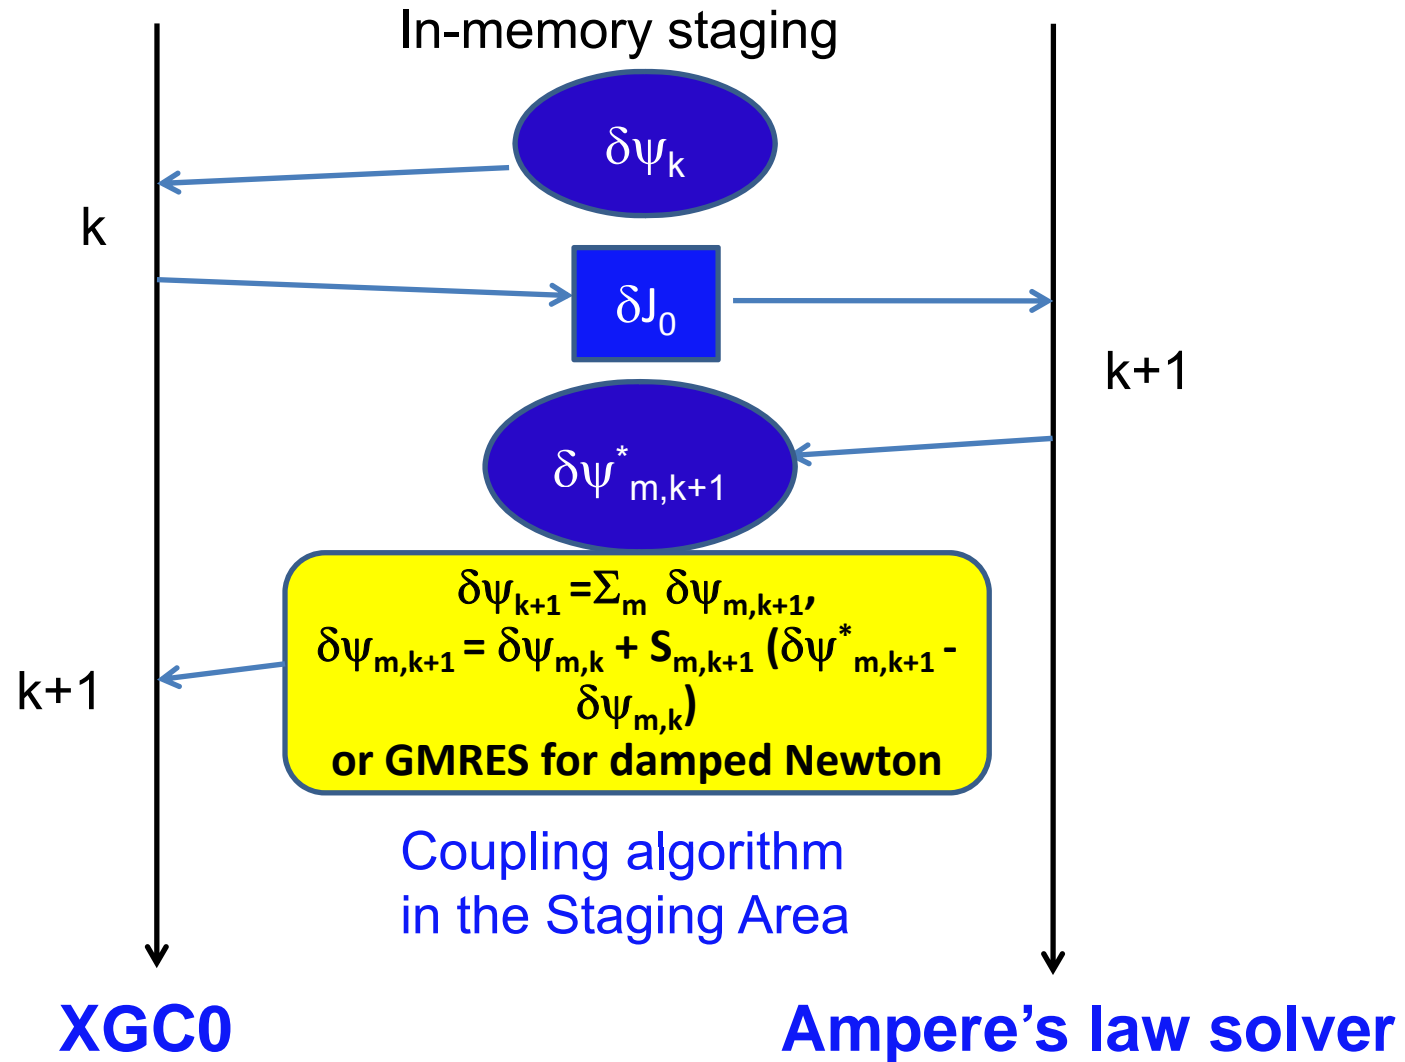 In-memory staging
δψk
k
δJ0
k+1
δψ*m,k+1
δψk+1 =Σm δψm,k+1,
δψm,k+1 = δψm,k + Sm,k+1 (δψ*m,k+1 -
δψm,k)
or GMRES for damped Newton
k+1
Coupling algorithm
in the Staging Area
XGC0
Ampere’s law solver